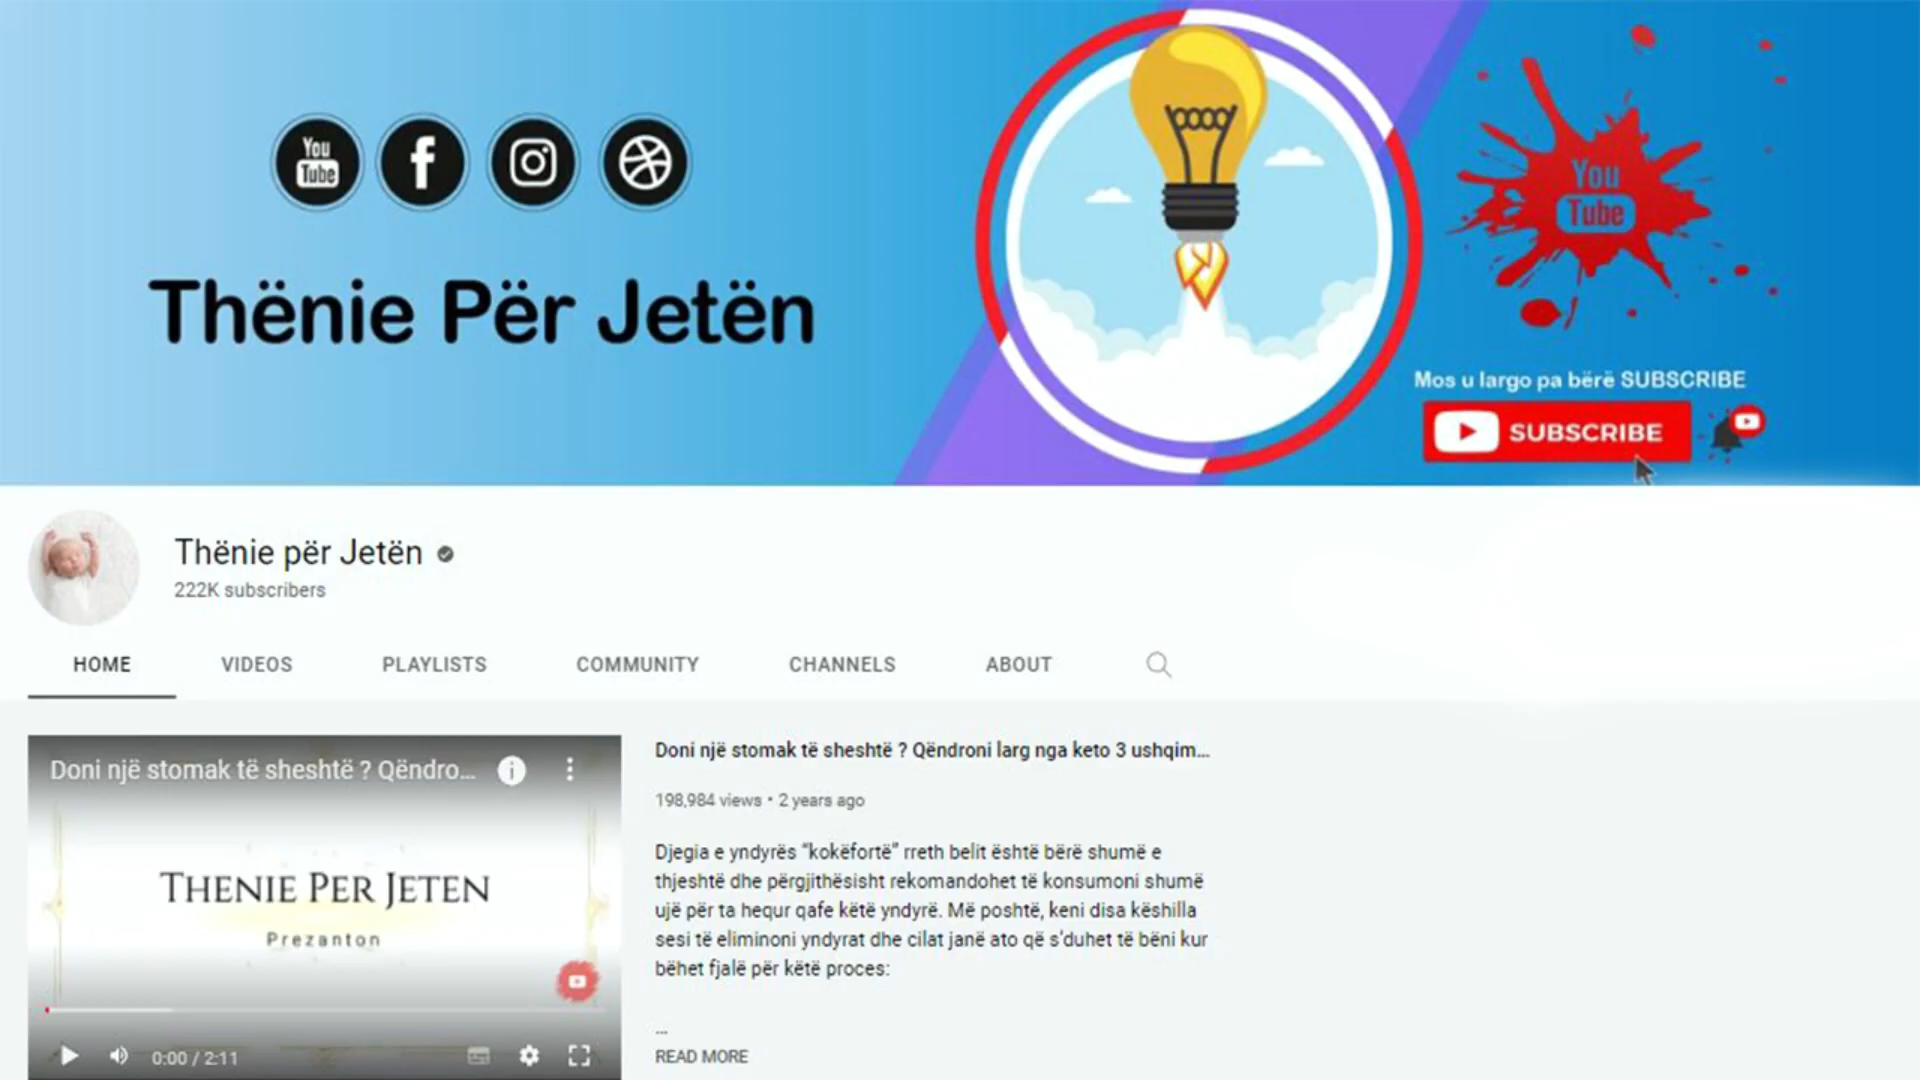 You
Tube
Thënie Për Jetën
You
Tube
Mos u largo pa bërë SUBSCRIBE
SUBSCRIBE
Thënie për Jetën
222K subscribers
HOME
VIDEOS
PLAYLISTS
COMMUNITY
CHANNELS
ABOUT
Doni një stomak të sheshtë ? Qëndro...
THENIE PER JETEN
Prezanton
0:00 / 2:11
Doni një stomak të sheshtë ? Qëndroni larg nga keto 3 ushqim...
198,984 views • 2 years ago
Djegia e yndyrës “kokëfortë” rreth belit është bërë shumë e
thjeshtë dhe përgjithësisht rekomandohet të konsumoni shumë
ujë për ta hequr qafe këtë yndyrë. Më poshtë, keni disa këshilla
sesi të eliminoni yndyrat dhe cilat janë ato që s'duhet të bëni kur
bëhet fjalë për këtë proces:
...
READ MORE